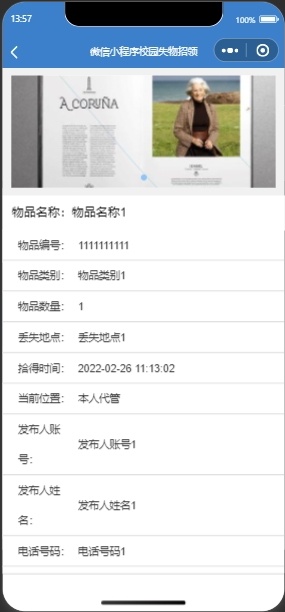 13:57
100%
微信小程序校园失物招领
A CORUÑA
物品名称：物品名称1
物品编号： 1111111111
物品类别： 物品类别1
物品数量： 1
丢失地点： 丢失地点1
拾得时间： 2022-02-26 11:13:02
当前位置： 本人代管
发布人账
号： 发布人账号1
发布人姓
名： 发布人姓名1
电话号码： 电话号码1